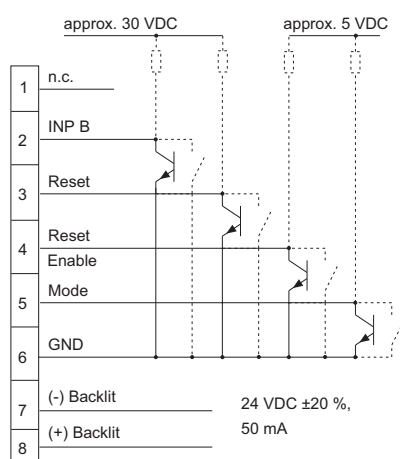 approx. 30 VDC approx. 5 VDC
1 n.c.
2 INP B
3 Reset
4 Reset
Enable
5 Mode
6 GND
7 (-) Backlit
24 VDC ±20 %,
8 (+) Backlit
50 mA